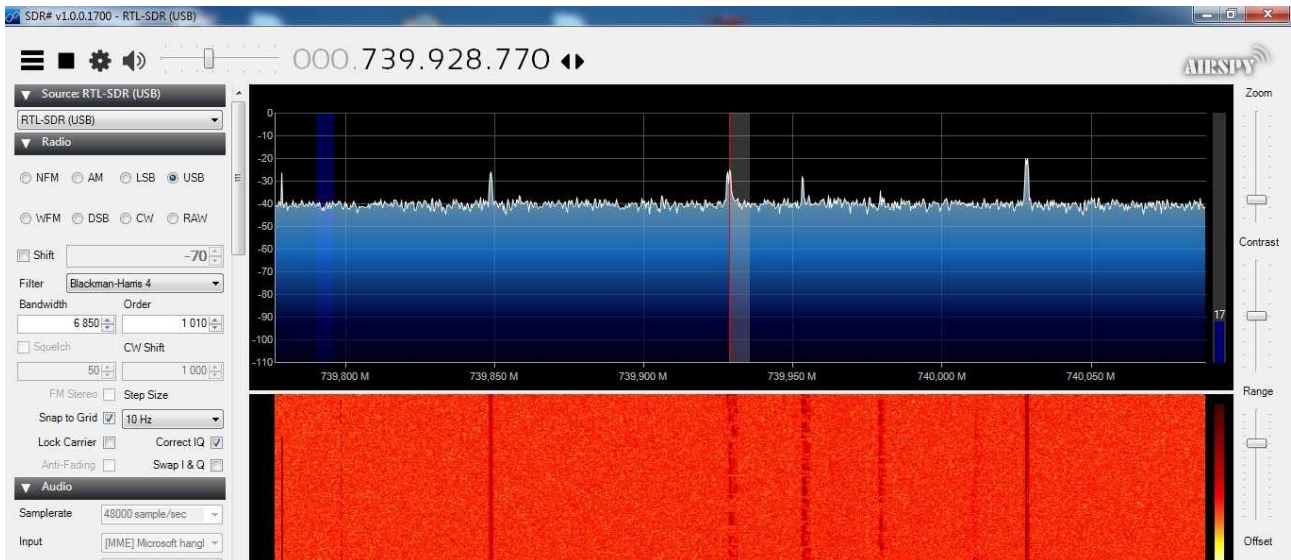 SDR# v1.0.0.1700 - RTL-SDR (USB)
000.739.928.770
AIRSPY
Source: RTL-SDR (USB)
RTL-SDR (USB)
Radio
NFM AM LSB USB
WFM DSB CW RAW
Shift -70
Filter Blackman-Harris 4
Bandwidth Order
6 850 1 010
Squelch CW Shift
50 1 000
FM Stereo Step Size
Snap to Grid 10 Hz
Lock Carrier Correct IQ
Anti-Fading Swap I & Q
Audio
Samplerate 48000 sample/sec
Input [MME] Microsoft hangl
0
-10
-20
-30
-40
-50
-60
-70
-80
-90
-100
-110
739,800 M 739,850 M 739,900 M 739,950 M 740,000 M 740,050 M
17
Zoom
Contrast
Range
Offset